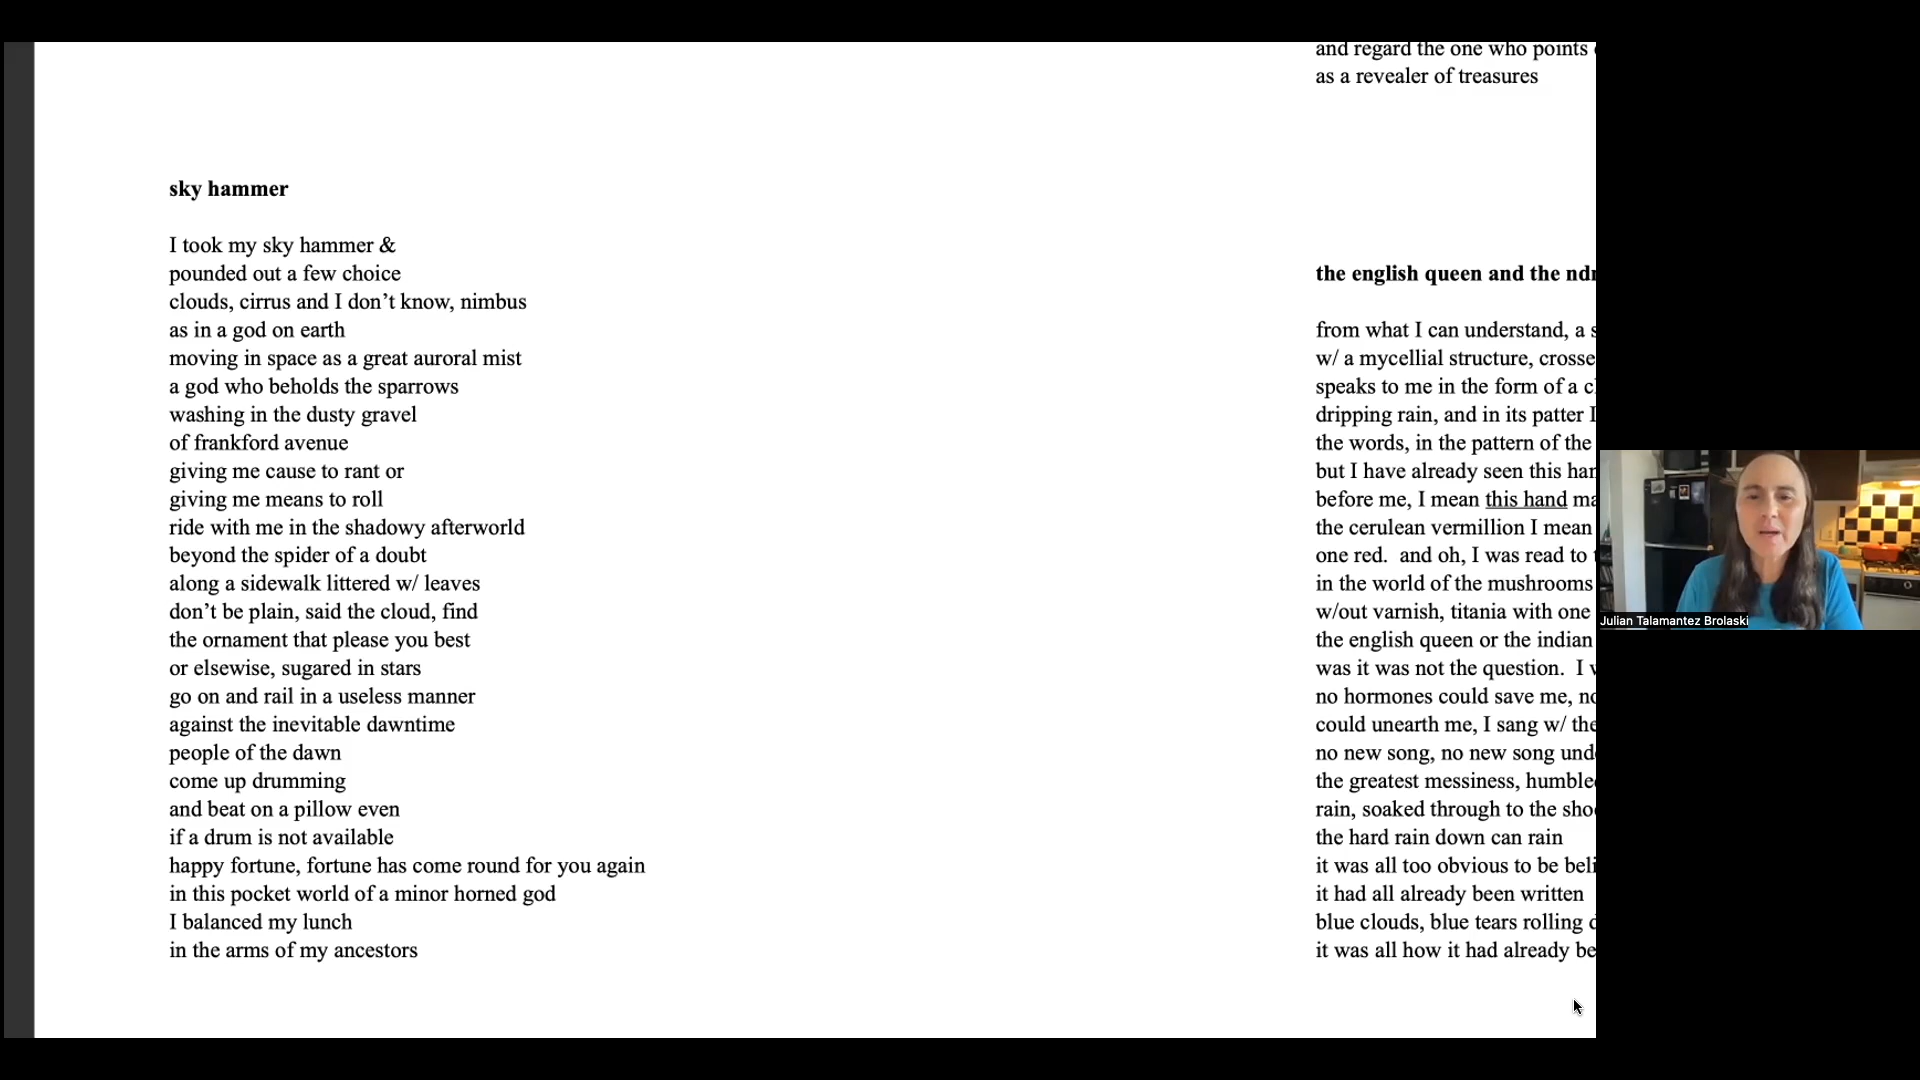 sky hammer
I took my sky hammer &
pounded out a few choice
clouds, cirrus and I don’t know, nimbus
as in a god on earth
moving in space as a great auroral mist
a god who beholds the sparrows
washing in the dusty gravel
of frankford avenue
giving me cause to rant or
giving me means to roll
ride with me in the shadowy afterworld
beyond the spider of a doubt
along a sidewalk littered w/ leaves
don’t be plain, said the cloud, find
the ornament that please you best
or elsewise, sugared in stars
go on and rail in a useless manner
against the inevitable dawntime
people of the dawn
come up drumming
and beat on a pillow even
if a drum is not available
happy fortune, fortune has come round for you again
in this pocket world of a minor horned god
I balanced my lunch
in the arms of my ancestors
and regard the one who points
as a revealer of treasures
the english queen and the
from what I can understand, a
w/ a mycellial structure,
speaks to me in the form of a
dripping rain, and in its patter I
the words, in the pattern of the
but I have already seen this
before me, I mean this hand
the cerulean vermillion I mean
one red. and oh, I was read to
in the world of the mushrooms
w/out varnish, titania with one
the english queen or the indian
was it was not the question. I
no hormones could save me,
could unearth me, I sang w/ the
no new song, no new song
the greatest messiness,
rain, soaked through to the
the hard rain down can rain
it was all too obvious to be
it had all already been written
blue clouds, blue tears rolling
it was all how it had already
Julian Talamantez Brolaski